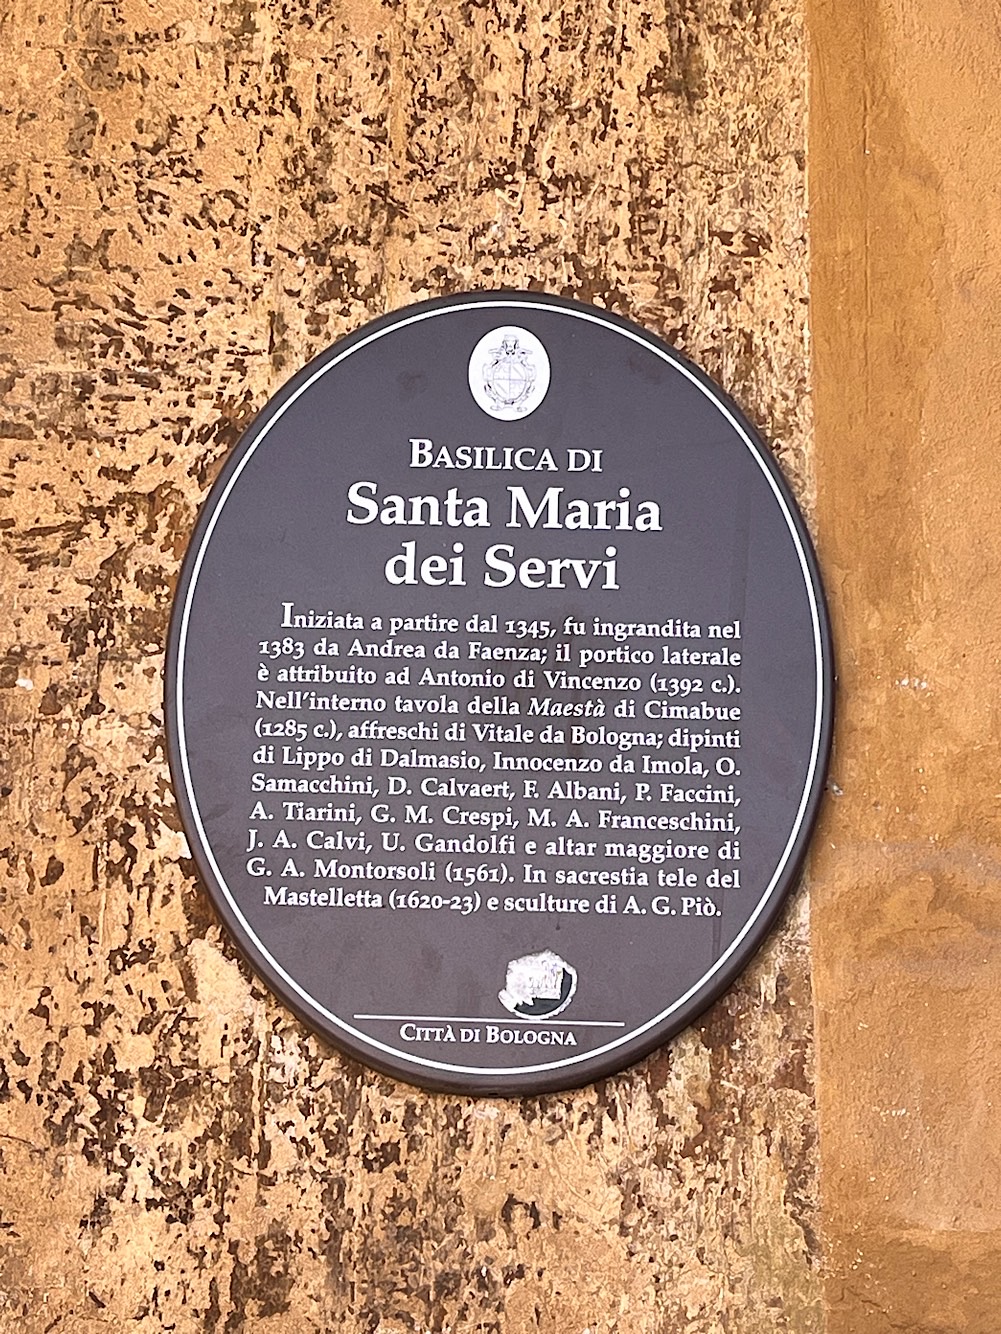 BASILICA DI
Santa Maria
dei Servi
Iniziata a partire dal 1345, fu ingrandita nel
1383 da Andrea da Faenza; il portico laterale
è attribuito ad Antonio di Vincenzo (1392 c.).
Nell'interno tavola della Maestà di Cimabue
(1285 c.), affreschi di Vitale da Bologna; dipinti
di Lippo di Dalmasio, Innocenzo da Imola, O.
Samacchini, D. Calvaert, F. Albani, P. Faccini,
A. Tiarini, G. M. Crespi, M. A. Franceschini,
J. A. Calvi, U. Gandolfi e altar maggiore di
G. A. Montorsoli (1561). In sacrestia tele del
Mastelletta (1620-23) e sculture di A. G. Piò.
CITTÀ DI BOLOGNA